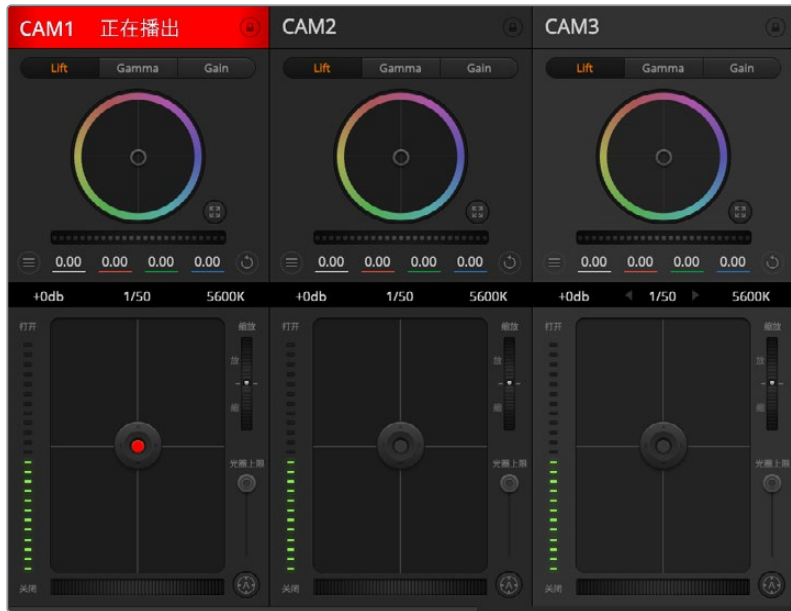 CAM1 正在播出
Lift Gamma Gain
0.00 0.00 0.00 0.00
+0db 1/50 5600K
打开 缩放
放
缩
光圈上限
A
关闭
CAM2
Lift Gamma Gain
0.00 0.00 0.00 0.00
+0db 1/50 5600K
打开 缩放
放
缩
光圈上限
A
关闭
CAM3
Lift Gamma Gain
0.00 0.00 0.00 0.00
+0db 1/50 5600K
打开 缩放
放
缩
光圈上限
A
关闭